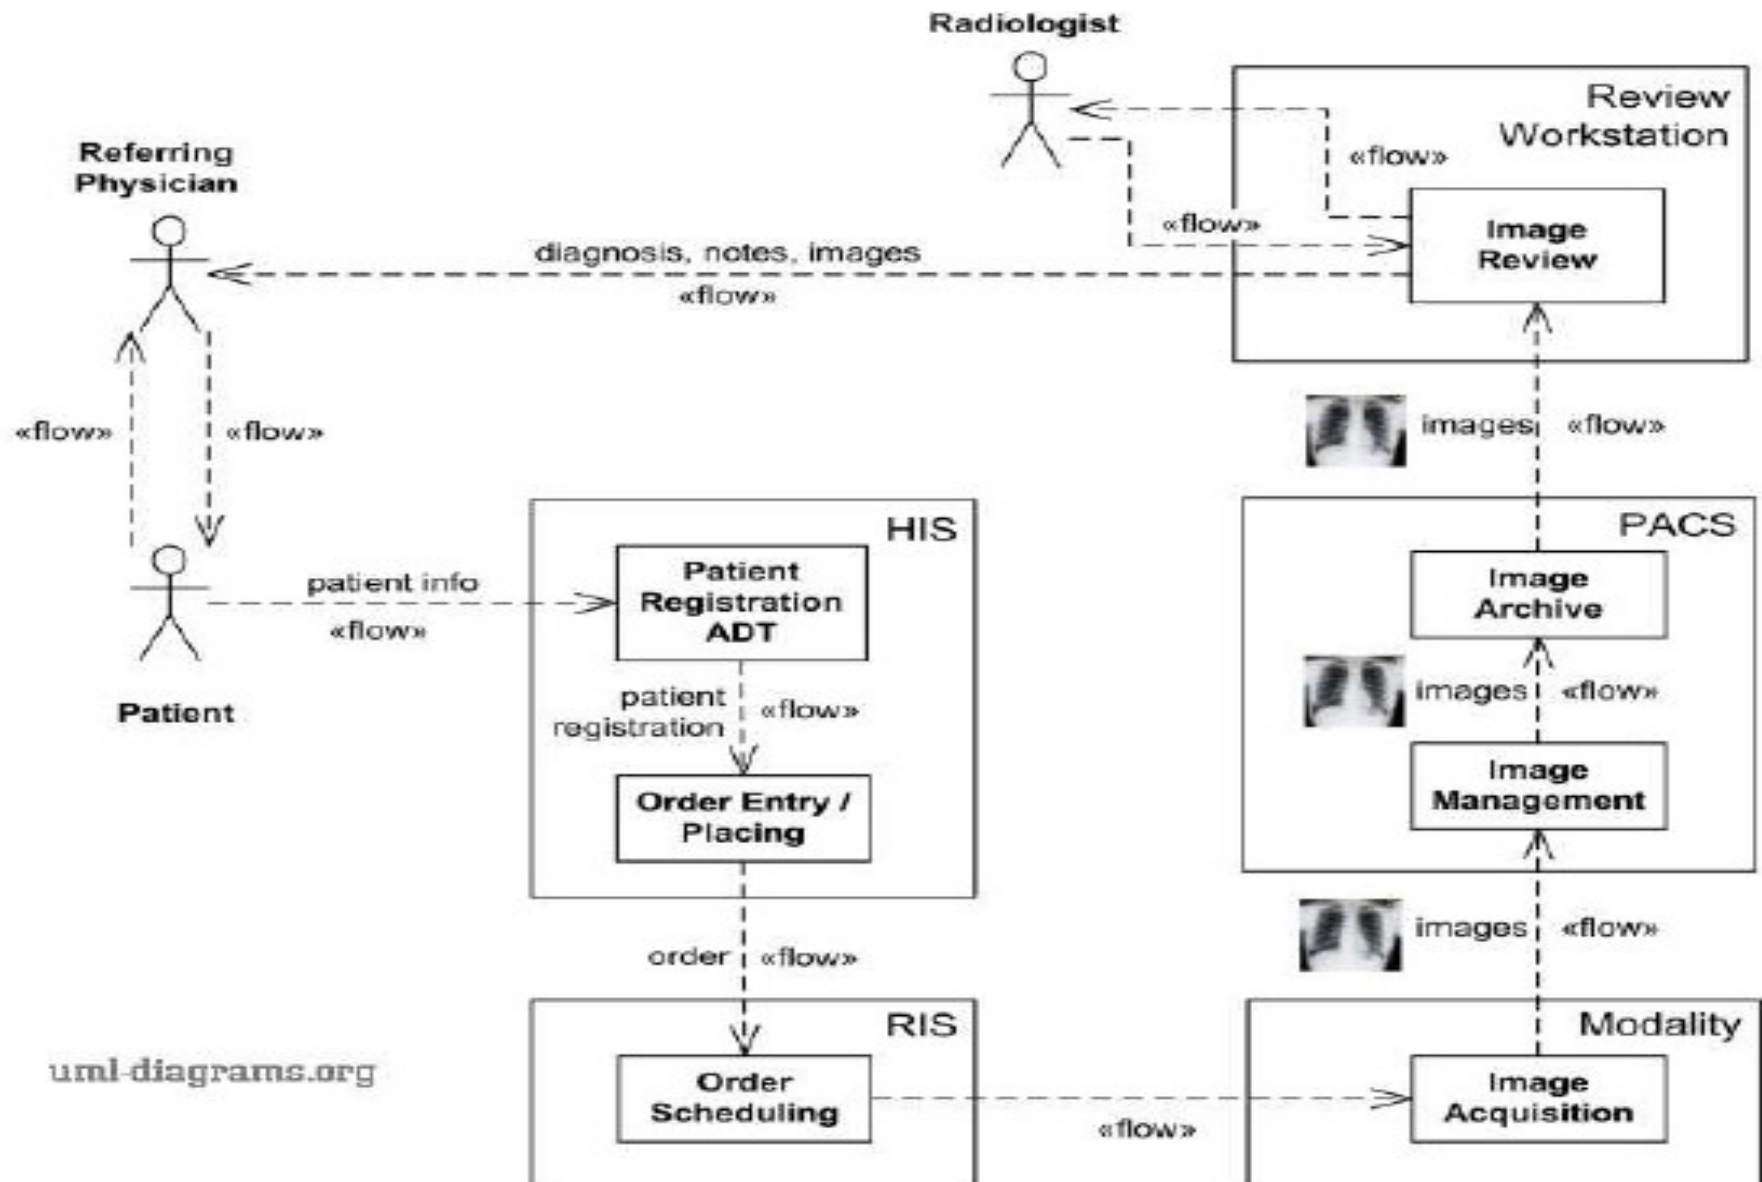 Radiologist
Review
Workstation
«flow»
Referring
Physician
«flow»
Image
Review
diagnosis, notes, images
«flow»
images
«flow»
«flow»
«flow»
HIS
PACS
Patient
Registration
ADT
Image
Archive
patient info
«flow»
patient
registration
«flow»
images
«flow»
Patient
Image
Management
Order Entry /
Placing
images
«flow»
order
«flow»
RIS
Modality
uml-diagrams.org
Order
Scheduling
Image
Acquisition
«flow»